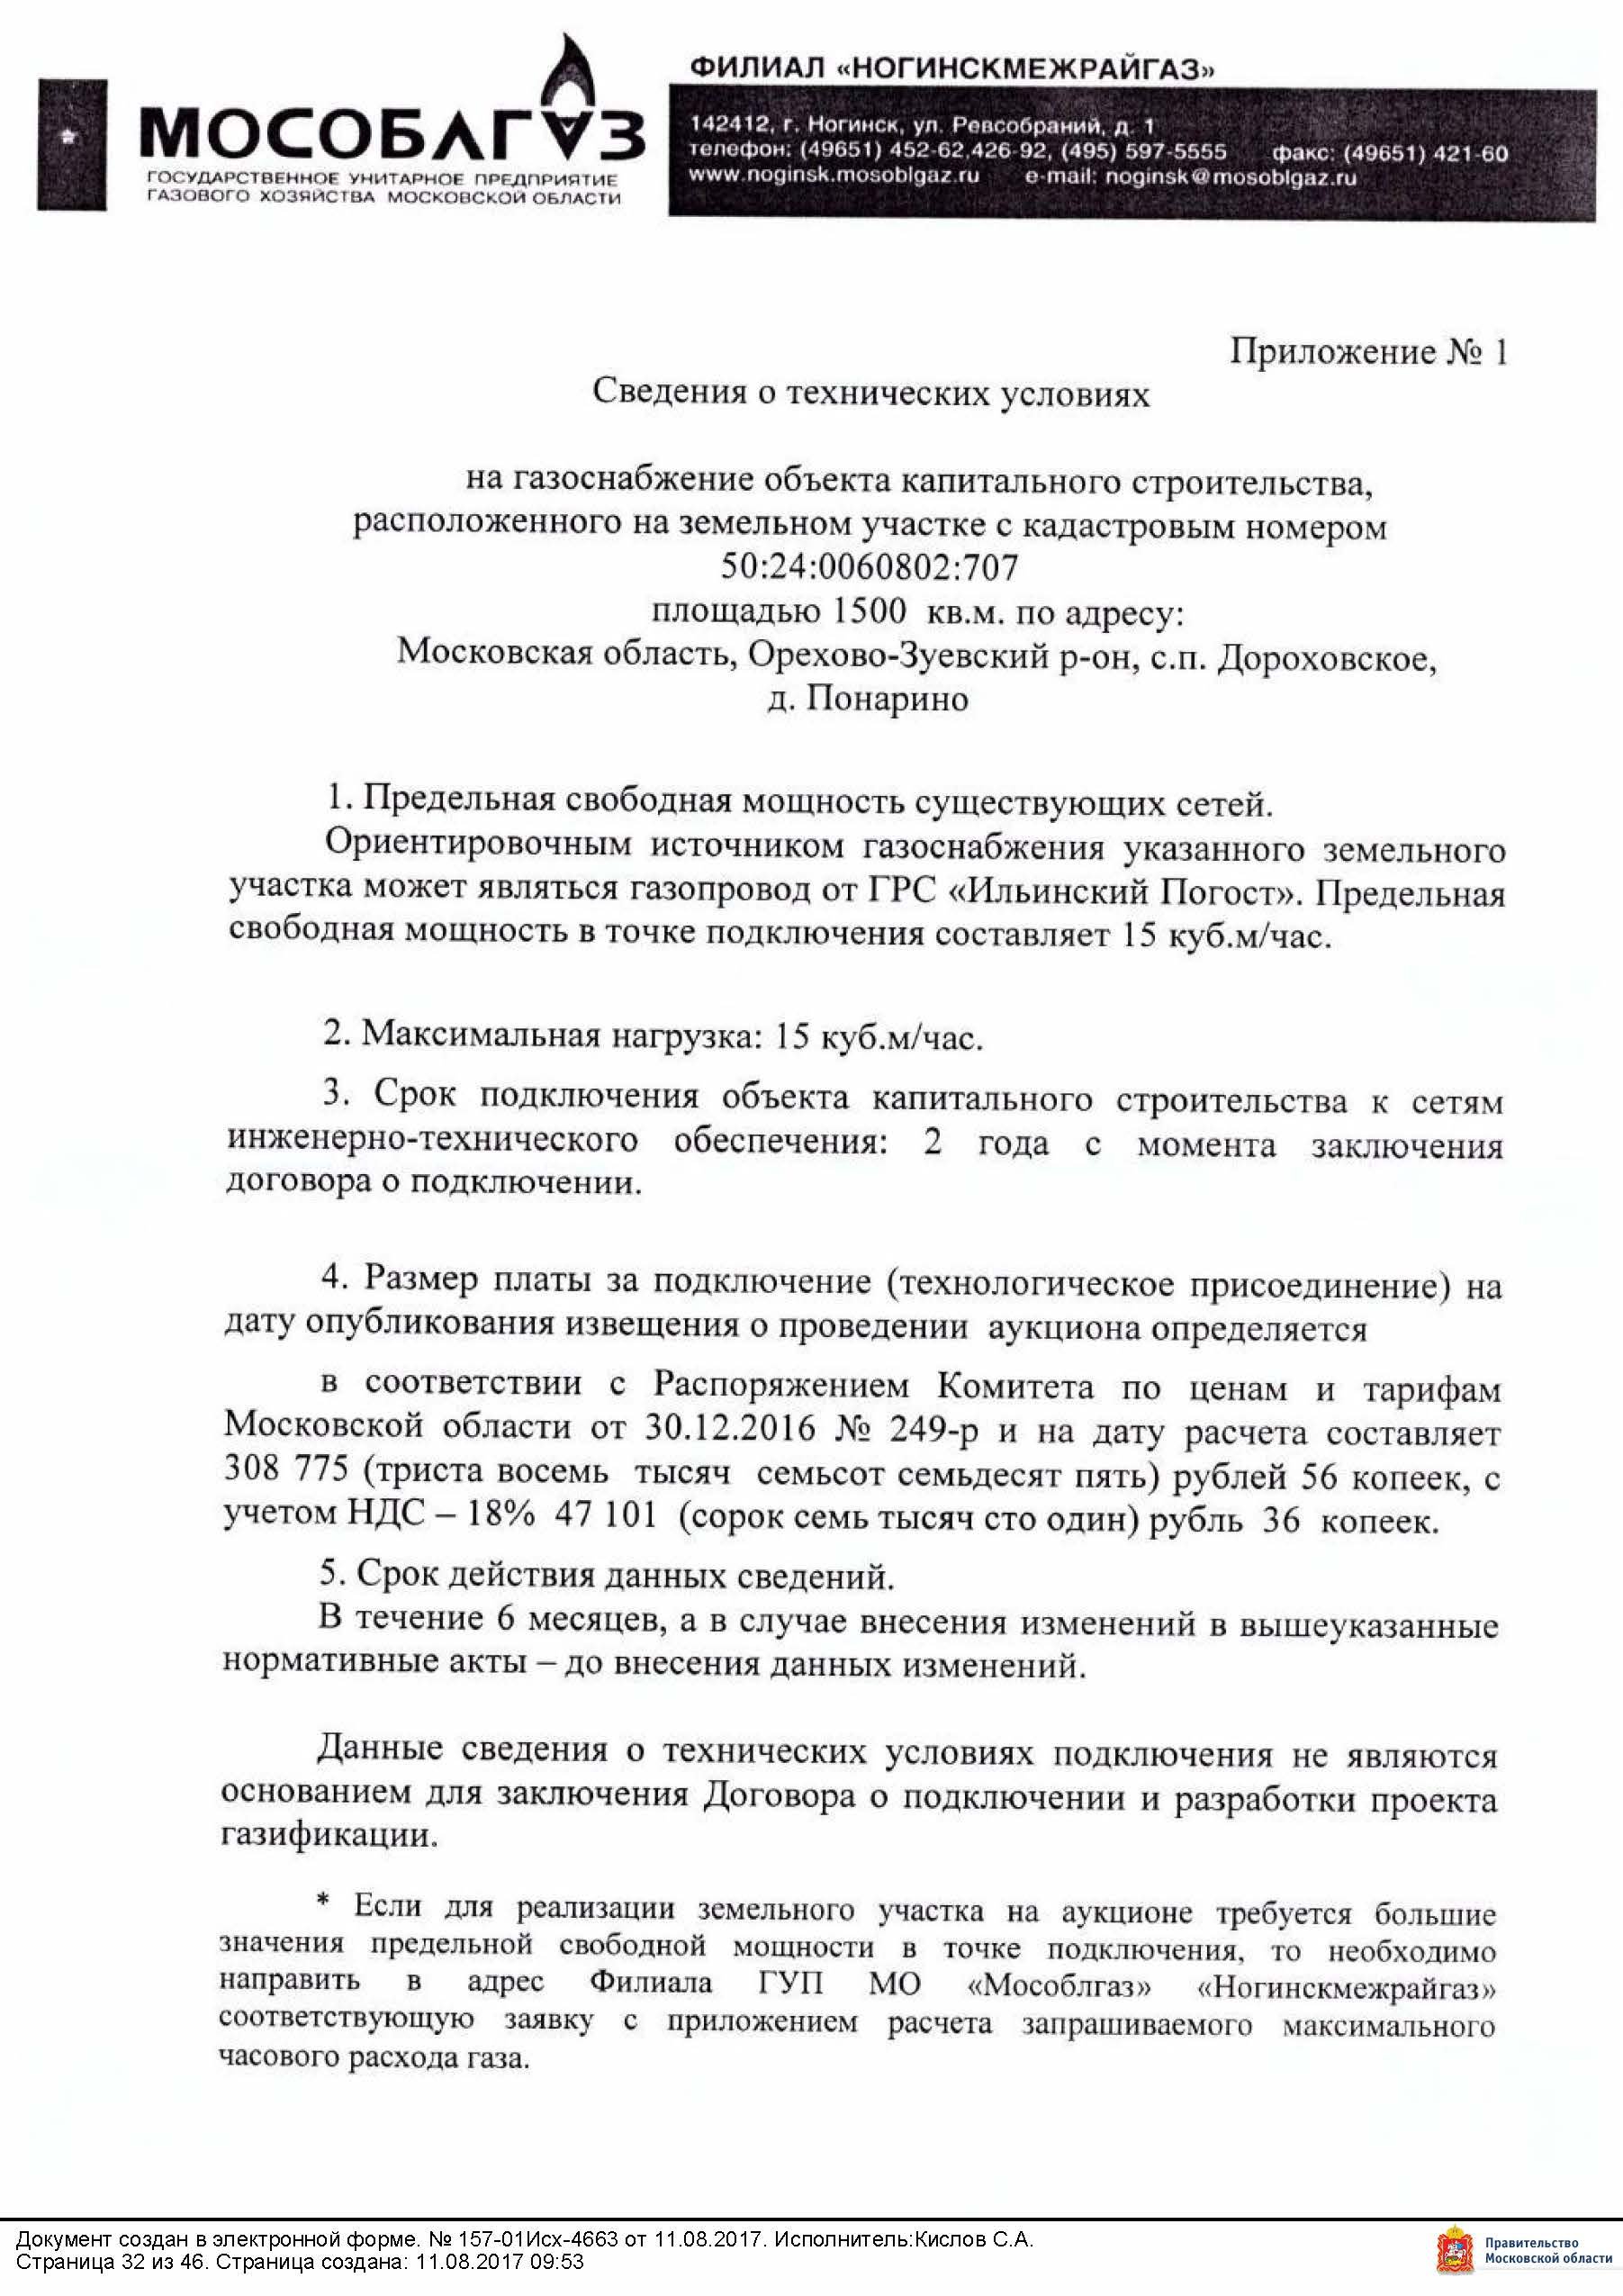 ФИЛИАЛ «НОГИНСКМЕЖРАЙГАЗ»
МОСОБЛГАЗ
ГОСУДАРСТВЕННОЕ УНИТАРНОЕ ПРЕДПРИЯТИЕ
ГАЗОВОГО ХОЗЯЙСТВА МОСКОВСКОЙ ОБЛАСТИ
142412, г. Ногинск, ул. Ревсобраний, д. 1
телефон: (49651) 452-62,426-92, (495) 597-5555 факс: (49651) 421-60
www.noginsk.mosoblgaz.ru e-mail: noginsk@mosoblgaz.ru
Приложение № 1
Сведения о технических условиях
на газоснабжение объекта капитального строительства,
расположенного на земельном участке с кадастровым номером
50:24:0060802:707
площадью 1500 кв.м. по адресу:
Московская область, Орехово-Зуевский р-он, с.п. Дороховское,
д. Понарино
1. Предельная свободная мощность существующих сетей.
Ориентировочным источником газоснабжения указанного земельного
участка может являться газопровод от ГРС «Ильинский Погост». Предельная
свободная мощность в точке подключения составляет 15 куб.м/час.
2. Максимальная нагрузка: 15 куб.м/час.
3. Срок подключения объекта капитального строительства к сетям
инженерно-технического обеспечения: 2 года с момента заключения
договора о подключении.
4. Размер платы за подключение (технологическое присоединение) на
дату опубликования извещения о проведении аукциона определяется
в соответствии с Распоряжением Комитета по ценам и тарифам
Московской области от 30.12.2016 № 249-р и на дату расчета составляет
308 775 (триста восемь тысяч семьсот семьдесят пять) рублей 56 копеек, с
учетом НДС – 18% 47 101 (сорок семь тысяч сто один) рубль 36 копеек.
5. Срок действия данных сведений.
В течение 6 месяцев, а в случае внесения изменений в вышеуказанные
нормативные акты – до внесения данных изменений.
Данные сведения о технических условиях подключения не являются
основанием для заключения Договора о подключении и разработки проекта
газификации.
* Если для реализации земельного участка на аукционе требуется большие
значения предельной свободной мощности в точке подключения, то необходимо
направить в адрес Филиала ГУП МО «Мособлгаз» «Ногинскмежрайгаз»
соответствующую заявку с приложением расчета запрашиваемого максимального
часового расхода газа.
Документ создан в электронной форме. № 157-01Исх-4663 от 11.08.2017. Исполнитель:Кислов С.А.
Страница 32 из 46. Страница создана: 11.08.2017 09:53
Правительство
Московской области